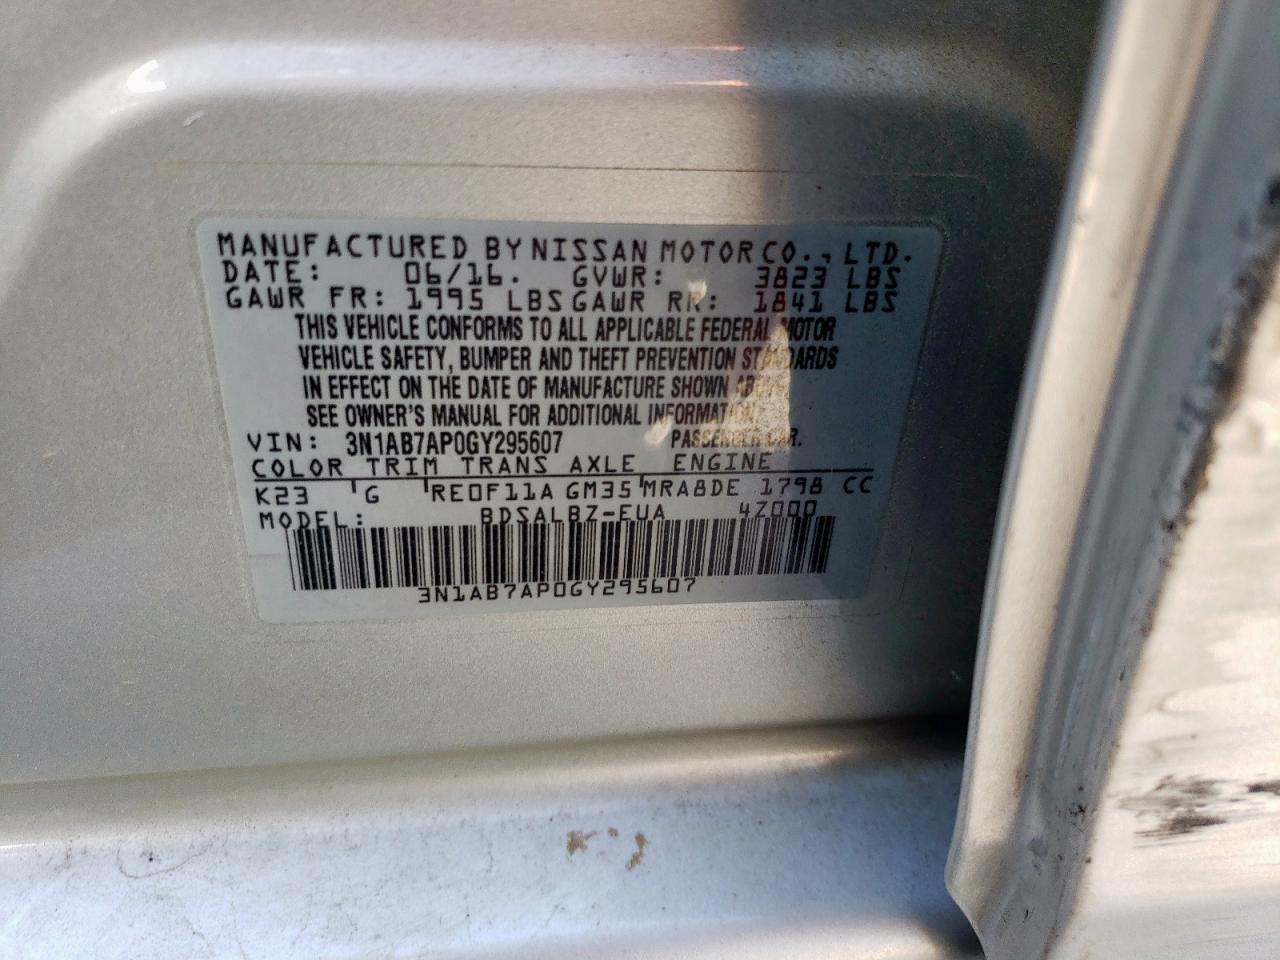 MANUFACTURED BY NISSAN MOTOR CO., LTD.
DATE: 06/16. GVWR: 3823 LBS
GAWR FR: 1995 LBS GAWR RR: 1841 LBS
THIS VEHICLE CONFORMS TO ALL APPLICABLE FEDERAL MOTOR
VEHICLE SAFETY, BUMPER AND THEFT PREVENTION STANDARDS
IN EFFECT ON THE DATE OF MANUFACTURE SHOWN ABOVE.
SEE OWNER'S MANUAL FOR ADDITIONAL INFORMATION.
VIN: 3N1AB7AP0GY295607 PASSENGER CAR.
COLOR TRIM TRANS AXLE ENGINE
K23 G RE0F11A GM35 MRA8DE 1798 CC
MODEL: BDSALBZ-EUA 4Z000
3N1AB7AP0GY295607